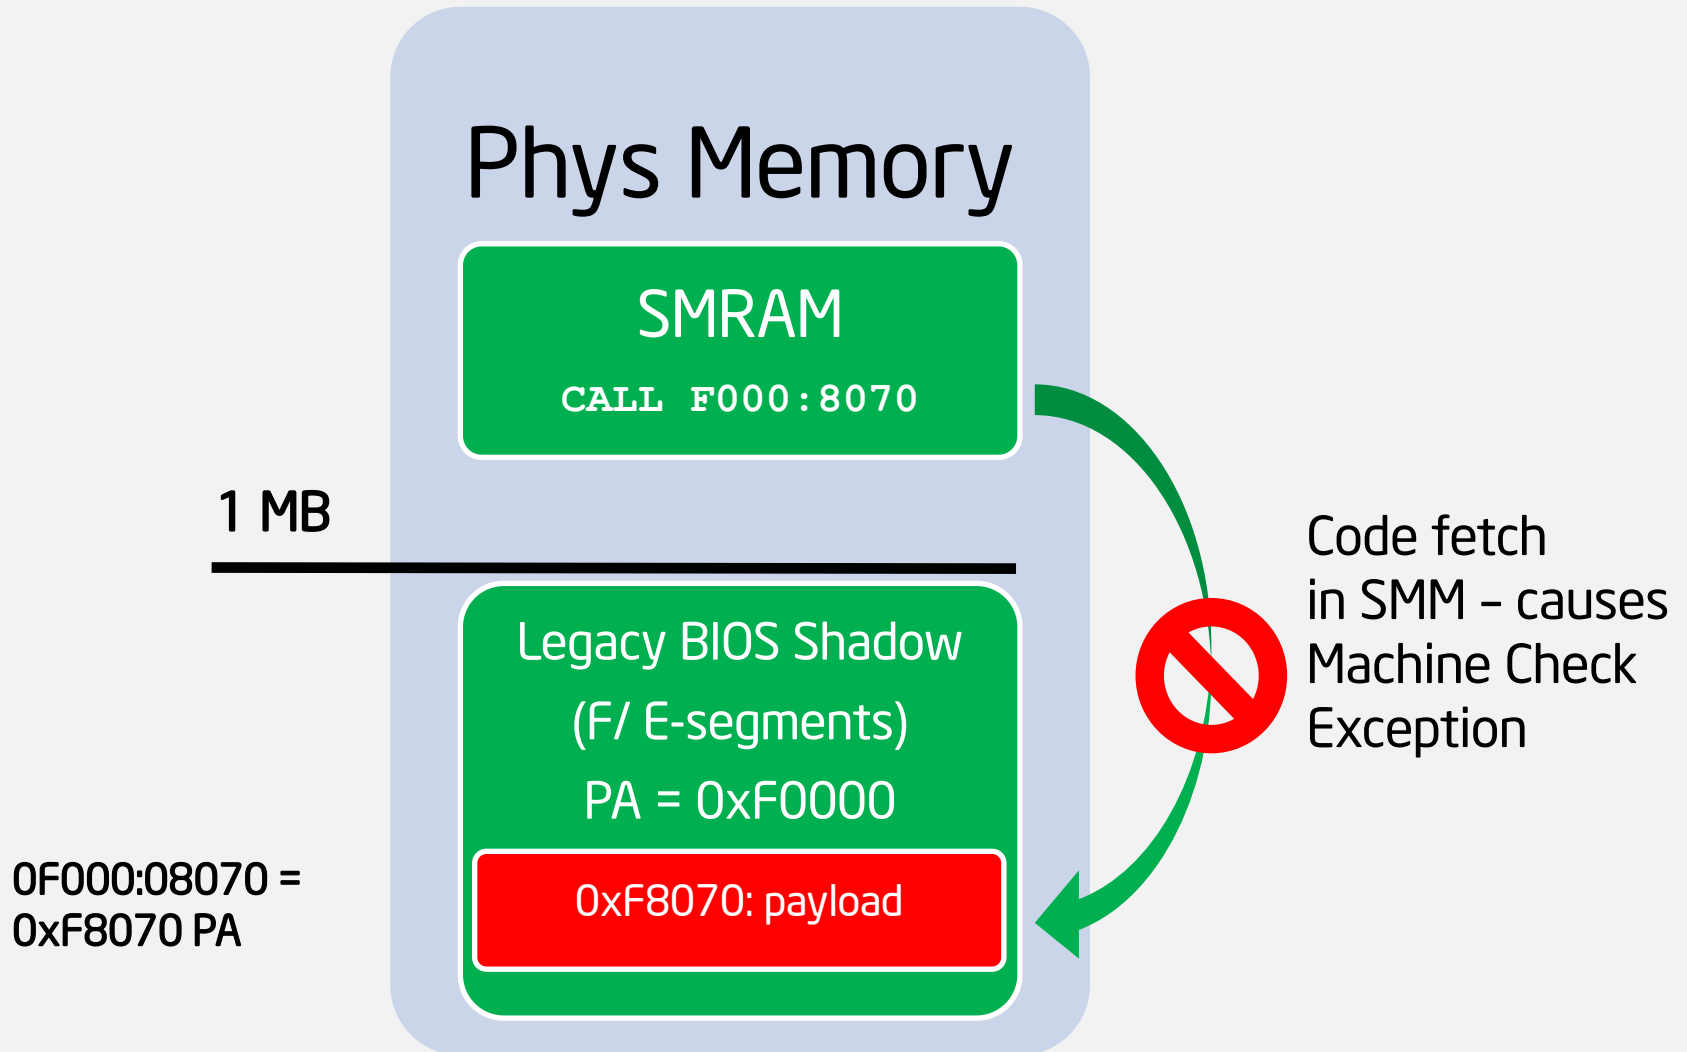 Phys Memory
SMRAM
CALL F000:8070
1 MB
Code fetch
in SMM – causes
Machine Check
Exception
Legacy BIOS Shadow
(F/ E-segments)
PA = 0xF0000
0xF8070: payload
0F000:08070 =
0xF8070 PA